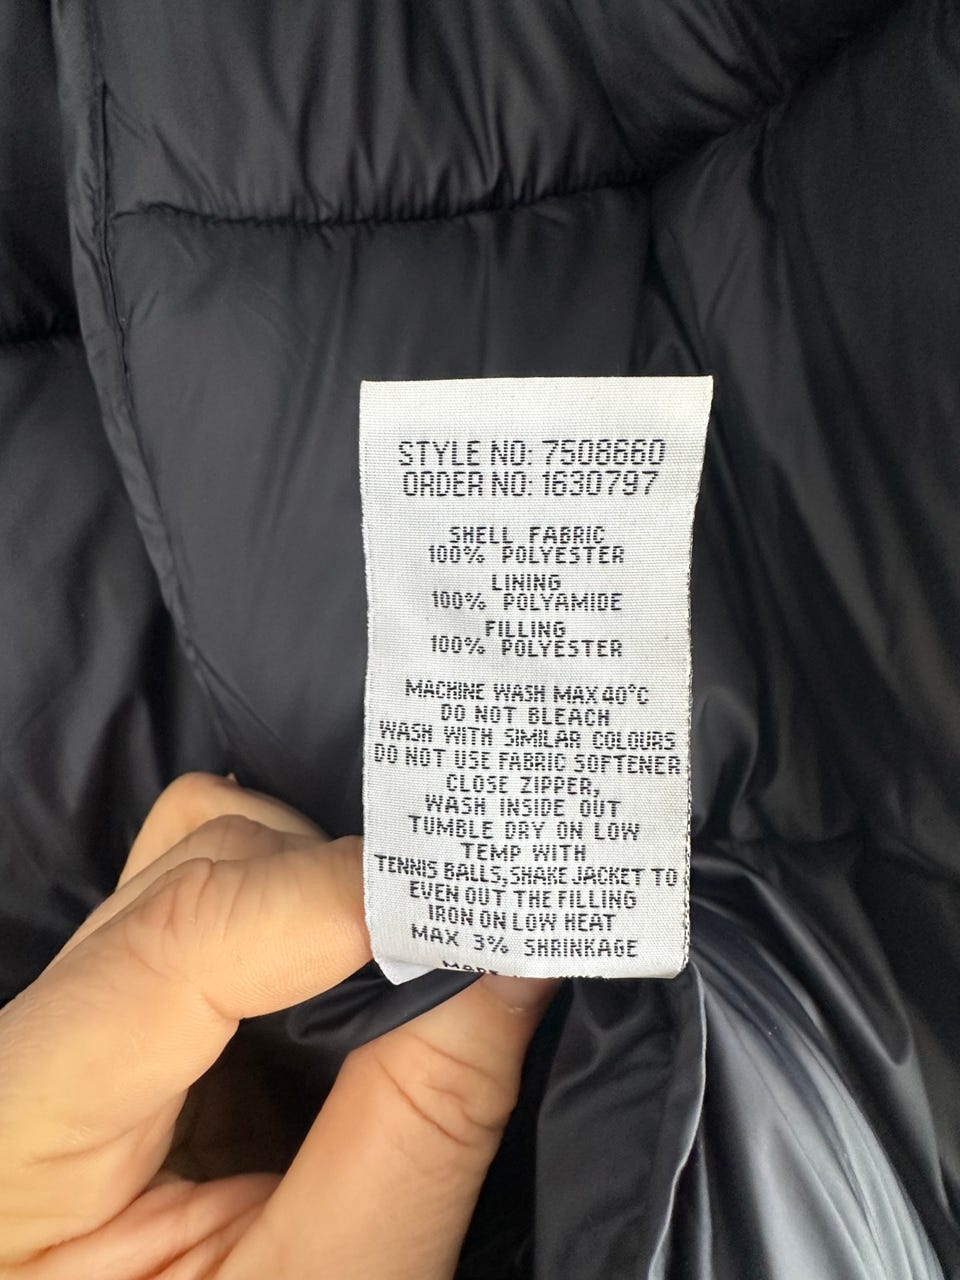 STYLE NO: 7508660
ORDER NO: 1630797
SHELL FABRIC
100% POLYESTER
LINING
100% POLYAMIDE
FILLING
100% POLYESTER
MACHINE WASH MAX 40°C
DO NOT BLEACH
WASH WITH SIMILAR COLOURS
DO NOT USE FABRIC SOFTENER
CLOSE ZIPPER,
WASH INSIDE OUT
TUMBLE DRY ON LOW
TEMP WITH
TENNIS BALLS, SHAKE JACKET TO
EVEN OUT THE FILLING
IRON ON LOW HEAT
MAX 3% SHRINKAGE